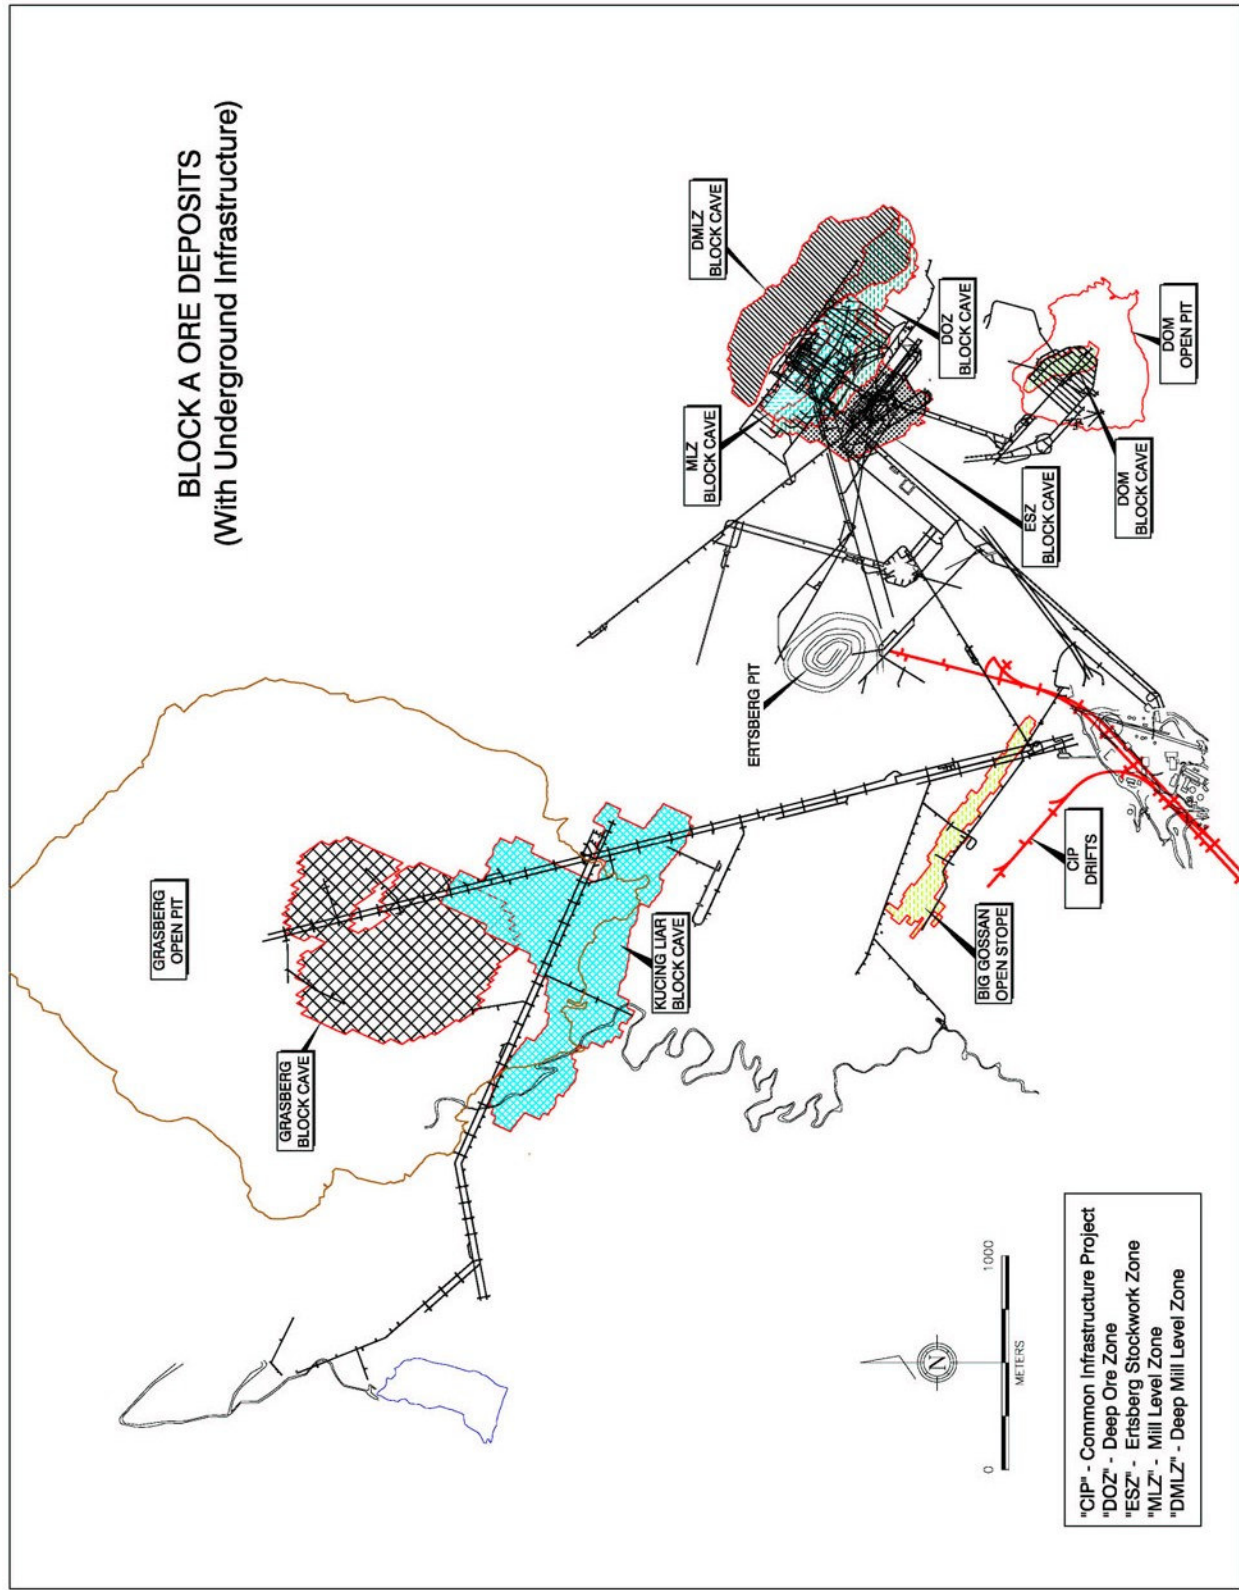 BLOCK A ORE DEPOSITS
(With Underground Infrastructure)
GRASBERG
OPEN PIT
GRASBERG
BLOCK CAVE
KUCING LIAR
BLOCK CAVE
ERTSBERG PIT
DMLZ
BLOCK CAVE
MLZ
BLOCK CAVE
DOZ
BLOCK CAVE
ESZ
BLOCK CAVE
DOM
OPEN PIT
DOM
BLOCK CAVE
BIG GOSSAN
OPEN STOPE
CIP
DRIFTS
N
0 1000
METERS
"CIP" - Common Infrastructure Project
"DOZ" - Deep Ore Zone
"ESZ" - Ertsberg Stockwork Zone
"MLZ" - Mill Level Zone
"DMLZ" - Deep Mill Level Zone